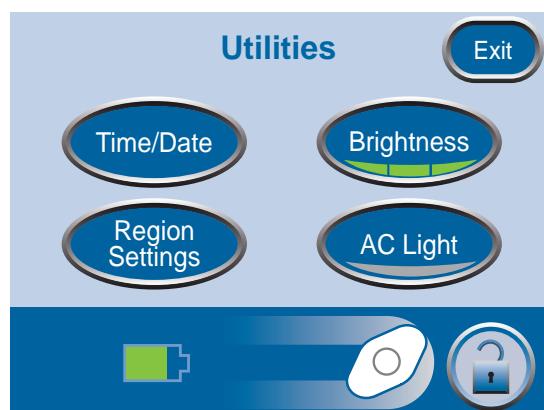 Utilities
Exit
Time/Date
Brightness
Region
Settings
AC Light